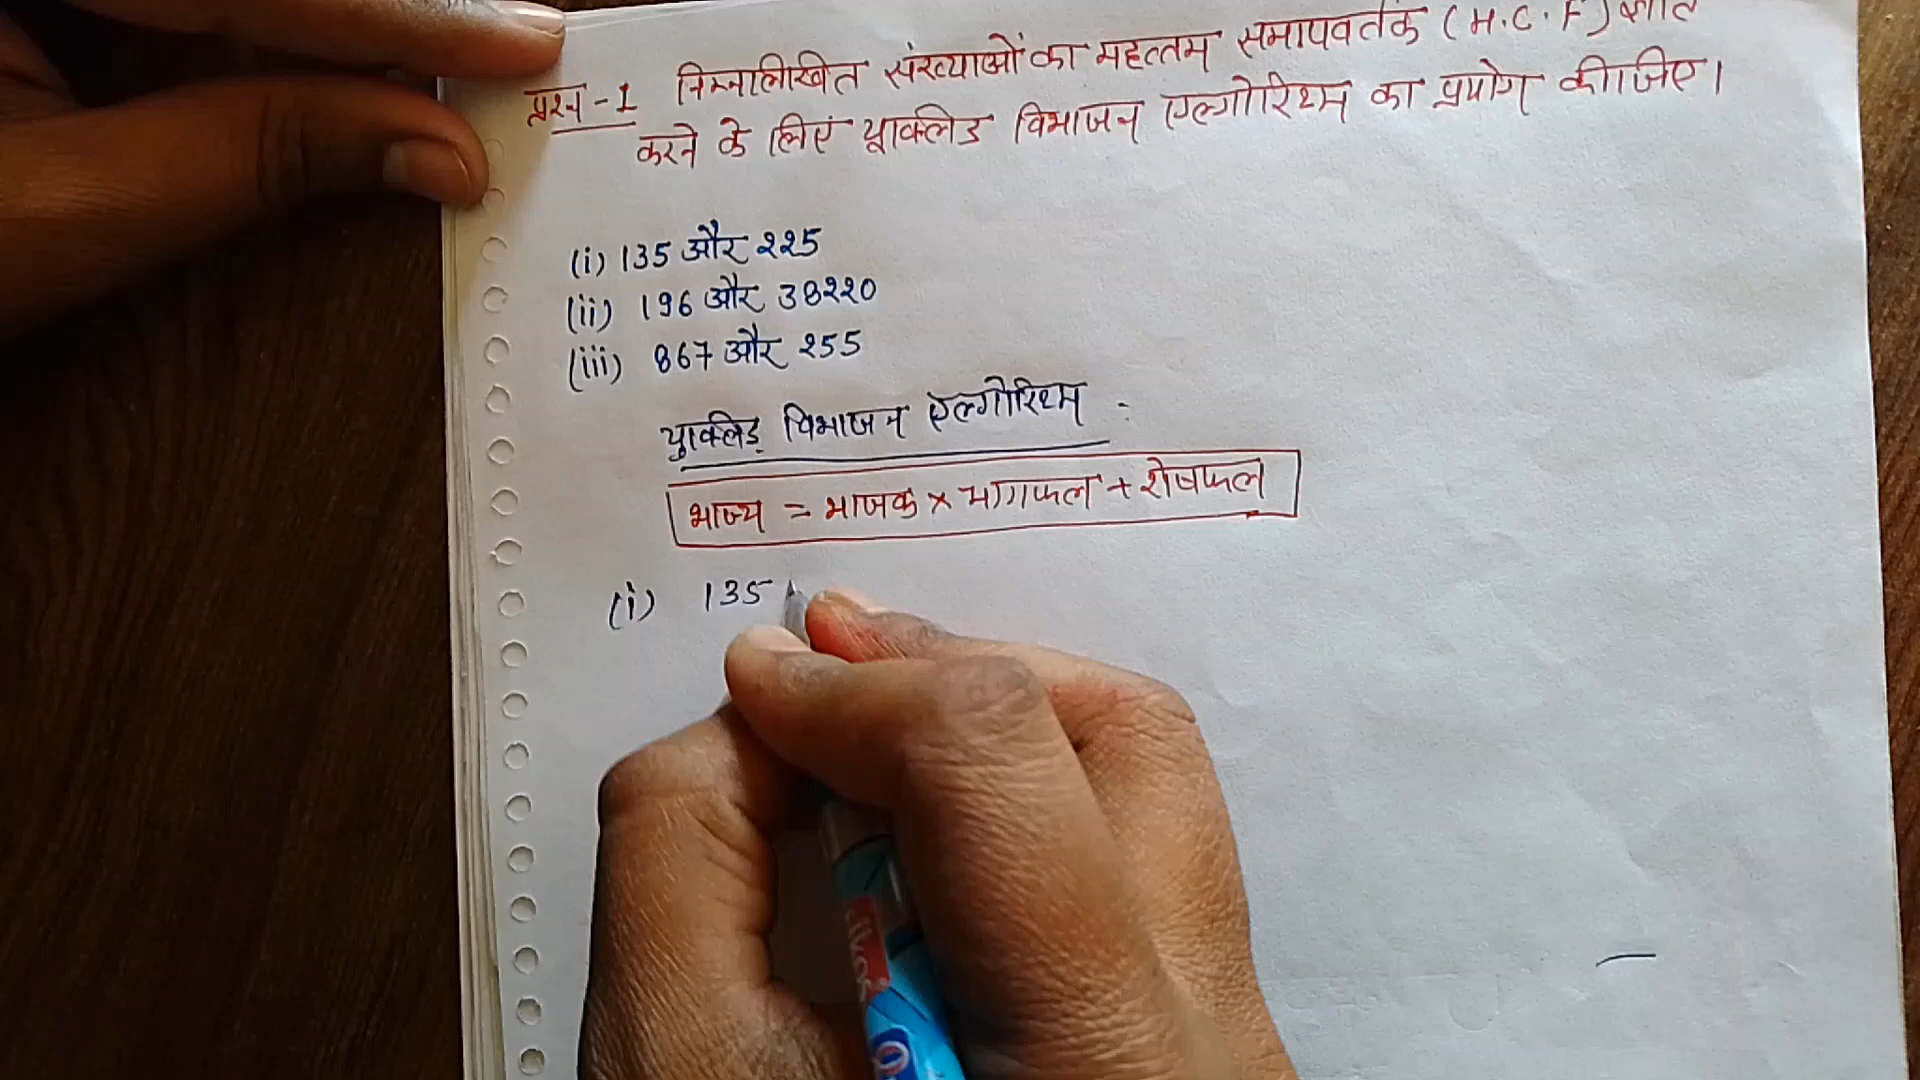 प्रश्न-1 निम्नलिखित संख्याओं का महत्तम समापवर्तक (H.C.F) ज्ञात
करने के लिए यूक्लिड विभाजन एल्गोरिथ्म का प्रयोग कीजिए।
(i) 135 और 225
(ii) 196 और 38220
(iii) 867 और 255
युक्लिड विभाजन ऐल्गोरिथ्म :
भाज्य = भाजक × भागफल + शेषफल
(i) 135